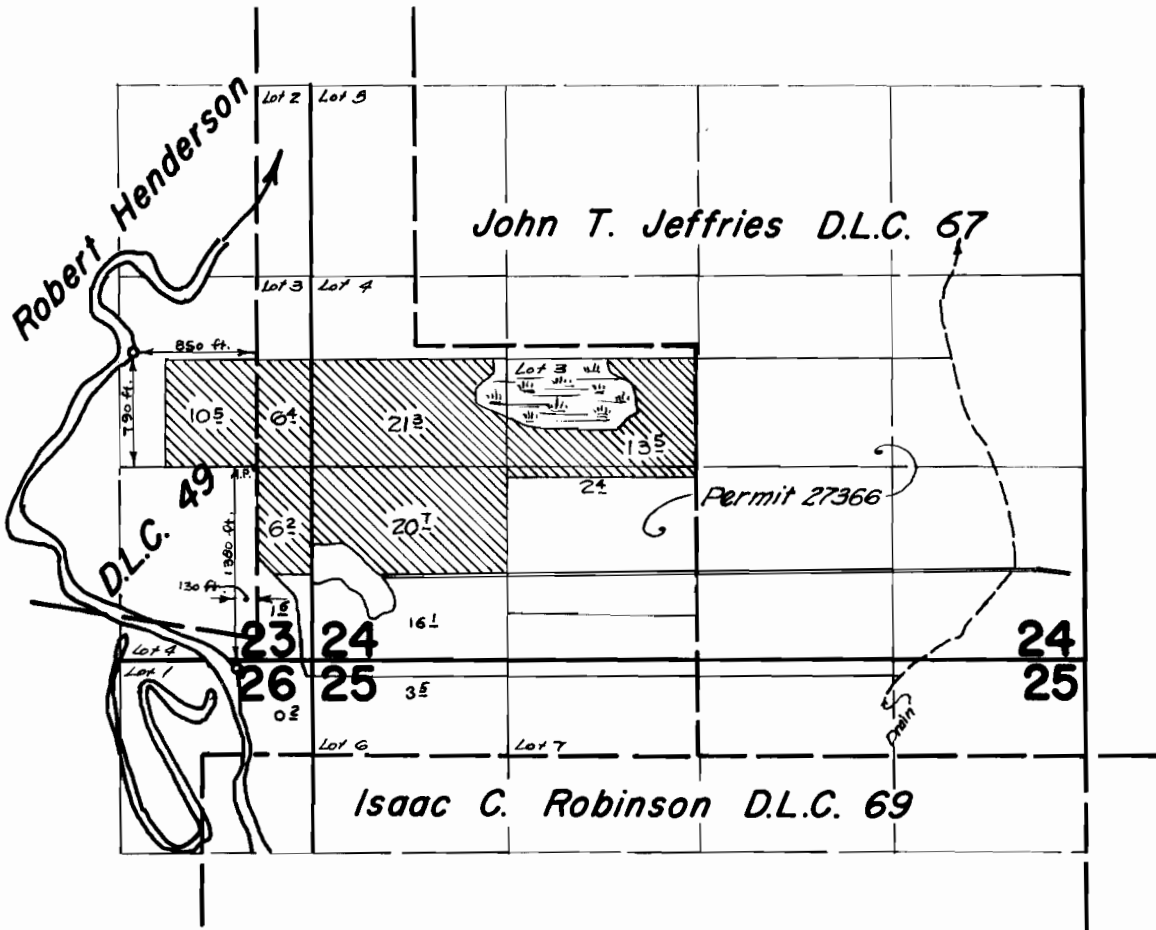 Robert Henderson
Lot 2
Lot 5
John T. Jeffries D.L.C. 67
Lot 3
Lot 4
850 ft.
790 ft.
Lot 3
10 5
6 4
21 3
13 5
I.P.
2 4
D.L.C. 49
Permit 27366
6 2
20 7
1380 ft.
130 ft.
1 6
16 1
23
24
24
Lot 4
Lot 1
26
25
25
0 2
3 5
Drain
Lot 6
Lot 7
Isaac C. Robinson D.L.C. 69